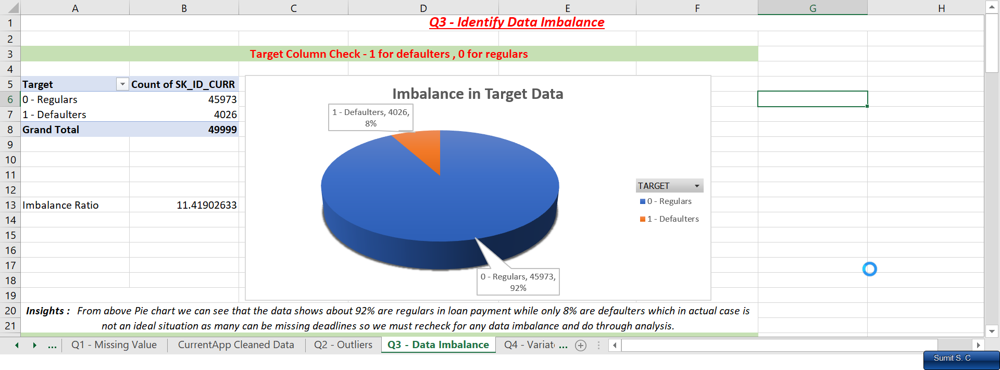 A B C D E F G H
1 Q3 - Identify Data Imbalance
2
3 Target Column Check - 1 for defaulters , 0 for regulars
4
5 Target Count of SK_ID_CURR
6 0 - Regulars 45973
7 1 - Defaulters 4026
8 Grand Total 49999
9
10
11
12
13 Imbalance Ratio 11.41902633
14
15
16
17
18
19
Imbalance in Target Data
1 - Defaulters, 4026,
8%
TARGET
0 - Regulars
1 - Defaulters
0 - Regulars, 45973,
92%
20 Insights : From above Pie chart we can see that the data shows about 92% are regulars in loan payment while only 8% are defaulters which in actual case is
21 not an ideal situation as many can be missing deadlines so we must recheck for any data imbalance and do through analysis.
... Q1 - Missing Value CurrentApp Cleaned Data Q2 - Outliers Q3 - Data Imbalance Q4 - Variat ...
Sumit S. C